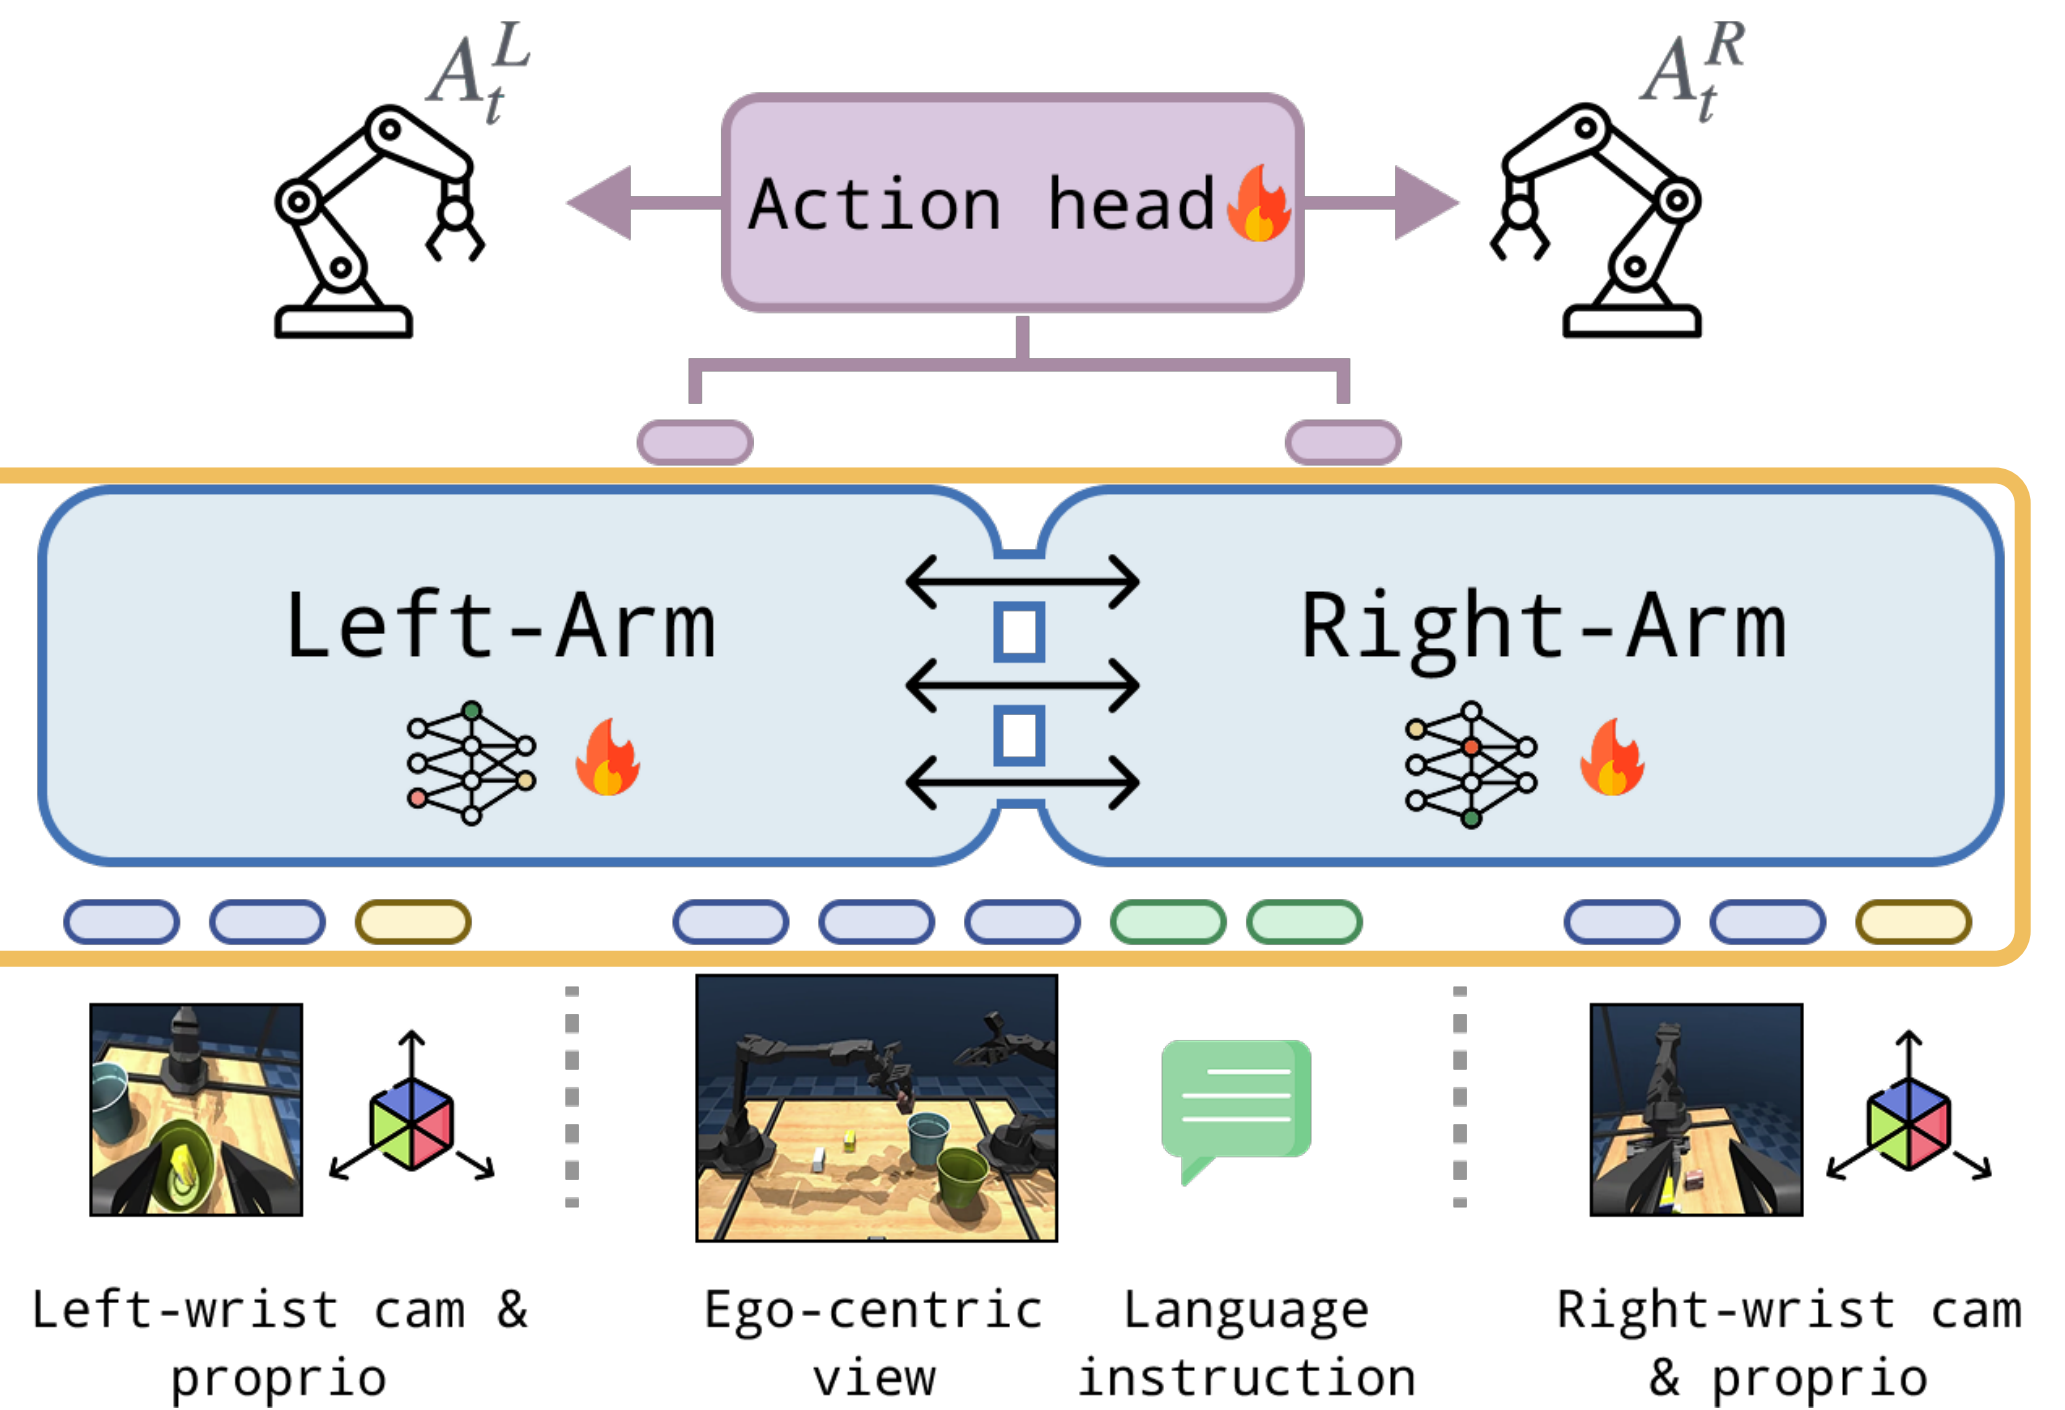 A_t^L
A_t^R
Action head
Left-Arm
Right-Arm
Left-wrist cam &
proprio
Ego-centric
view
Language
instruction
Right-wrist cam
& proprio